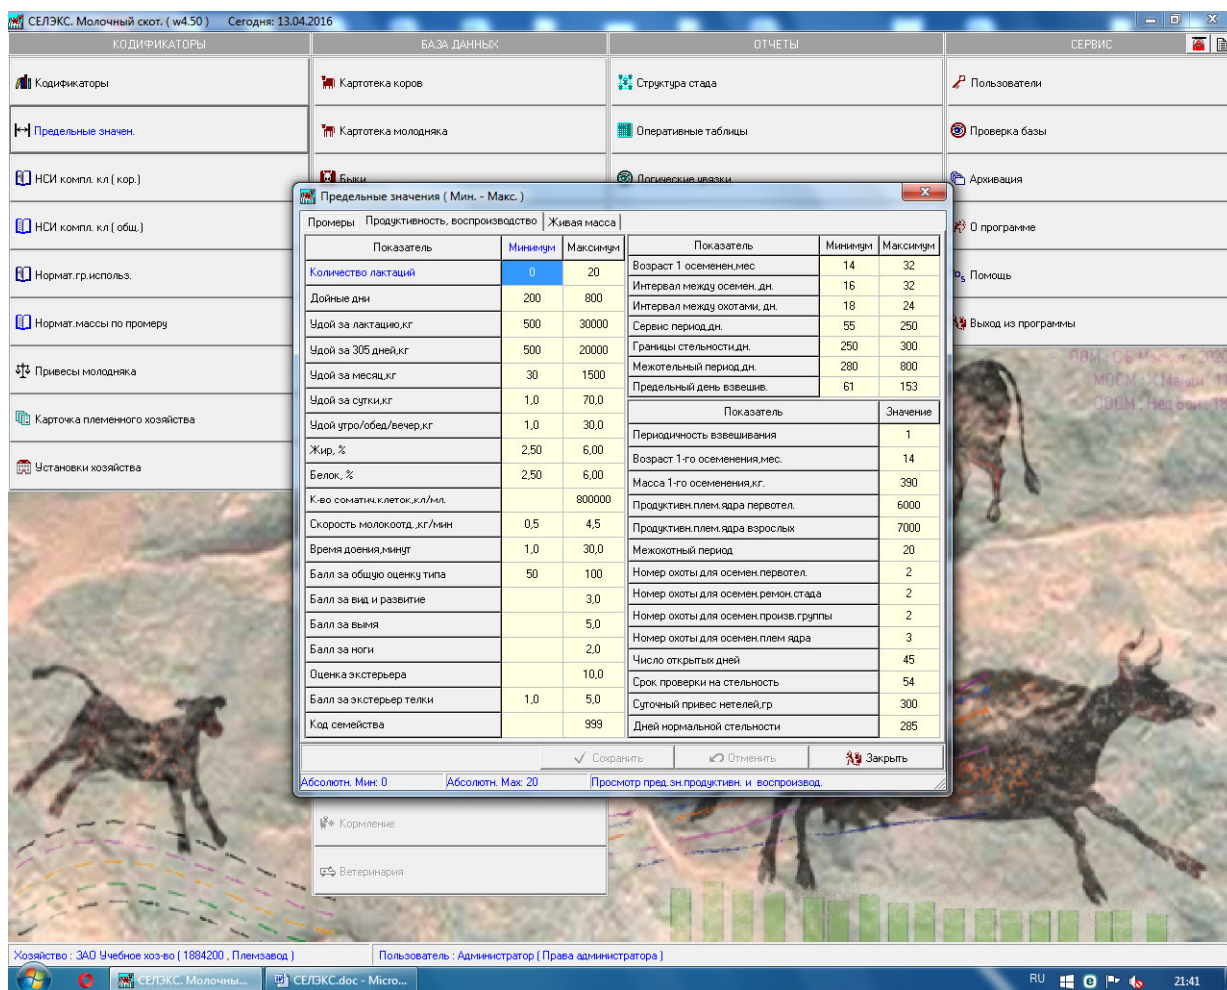 СЕЛЭКС. Молочный скот. ( w4.50 ) Сегодня: 13.04.2016
КОДИФИКАТОРЫ БАЗА ДАННЫХ ОТЧЕТЫ СЕРВИС
Кодификаторы Картотека коров Структура стада Пользователи
Предельные значен. Картотека молодняка Оперативные таблицы Проверка базы
НСИ компл. кл ( кор.) Быки Логические увязки Архивация
НСИ компл. кл ( общ.) О программе
Нормат.гр.использ. Помощь
Нормат.массы по промеру Выход из программы
Привесы молодняка
Карточка племенного хозяйства
Установки хозяйства
Предельные значения ( Мин. - Макс. )
Промеры Продуктивность, воспроизводство Живая масса
Показатель Минимум Максимум
Количество лактаций 0 20
Дойные дни 200 800
Удой за лактацию,кг 500 30000
Удой за 305 дней,кг 500 20000
Удой за месяц,кг 30 1500
Удой за сутки,кг 1,0 70,0
Удой утро/обед/вечер,кг 1,0 30,0
Жир, % 2,50 6,00
Белок, % 2,50 6,00
К-во соматич.клеток,кл/мл. 800000
Скорость молокоотд.,кг/мин 0,5 4,5
Время доения,минут 1,0 30,0
Балл за общую оценку типа 50 100
Балл за вид и развитие 3,0
Балл за вымя 5,0
Балл за ноги 2,0
Оценка экстерьера 10,0
Балл за экстерьер телки 1,0 5,0
Код семейства 999
Показатель Минимум Максимум
Возраст 1 осеменен,мес 14 32
Интервал между осемен.,дн. 16 32
Интервал между охотами, дн. 18 24
Сервис период,дн. 55 250
Границы стельности,дн. 250 300
Межотельный период,дн. 280 800
Предельный день взвешив. 61 153
Показатель Значение
Периодичность взвешивания 1
Возраст 1-го осеменения,мес. 14
Масса 1-го осеменения,кг. 390
Продуктивн.плем.ядра первотел. 6000
Продуктивн.плем.ядра взрослых 7000
Межохотный период 20
Номер охоты для осемен.первотел. 2
Номер охоты для осемен.ремон.стада 2
Номер охоты для осемен.произв.группы 2
Номер охоты для осемен.плем ядра 3
Число открытых дней 45
Срок проверки на стельность 54
Суточный привес нетелей,гр 300
Дней нормальной стельности 285
Сохранить Отменить Закрыть
Абсолютн. Мин: 0 Абсолютн. Мах: 20 Просмотр пред.зн.продуктивн. и воспроизвод.
Кормление
Ветеринария
Хозяйство : ЗАО Учебное хоз-во ( 1884200 , Племзавод ) Пользователь : Администратор ( Права администратора )
СЕЛЭКС. Молочны... СЕЛЭКС.doc - Micro... RU 21:41